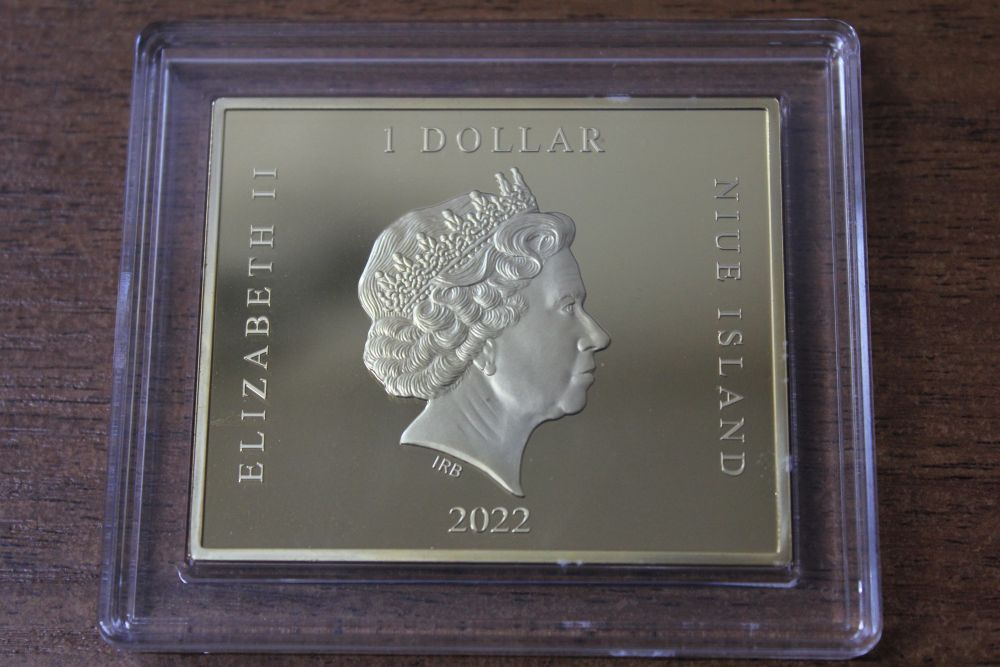 1 DOLLAR
ELIZABETH II
NIUE ISLAND
IRB
2022